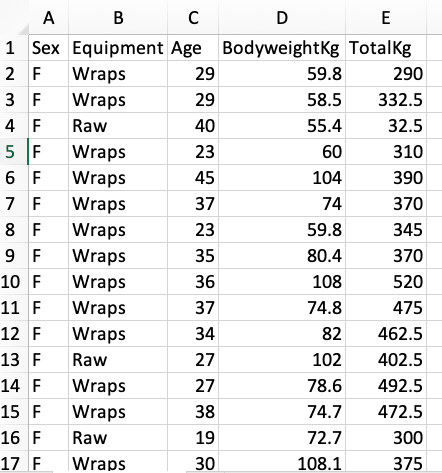 A B C D E
1 Sex Equipment Age BodyweightKg TotalKg
2 F Wraps 29 59.8 290
3 F Wraps 29 58.5 332.5
4 F Raw 40 55.4 32.5
5 F Wraps 23 60 310
6 F Wraps 45 104 390
7 F Wraps 37 74 370
8 F Wraps 23 59.8 345
9 F Wraps 35 80.4 370
10 F Wraps 36 108 520
11 F Wraps 37 74.8 475
12 F Wraps 34 82 462.5
13 F Raw 27 102 402.5
14 F Wraps 27 78.6 492.5
15 F Wraps 38 74.7 472.5
16 F Raw 19 72.7 300
17 F Wraps 30 108.1 375